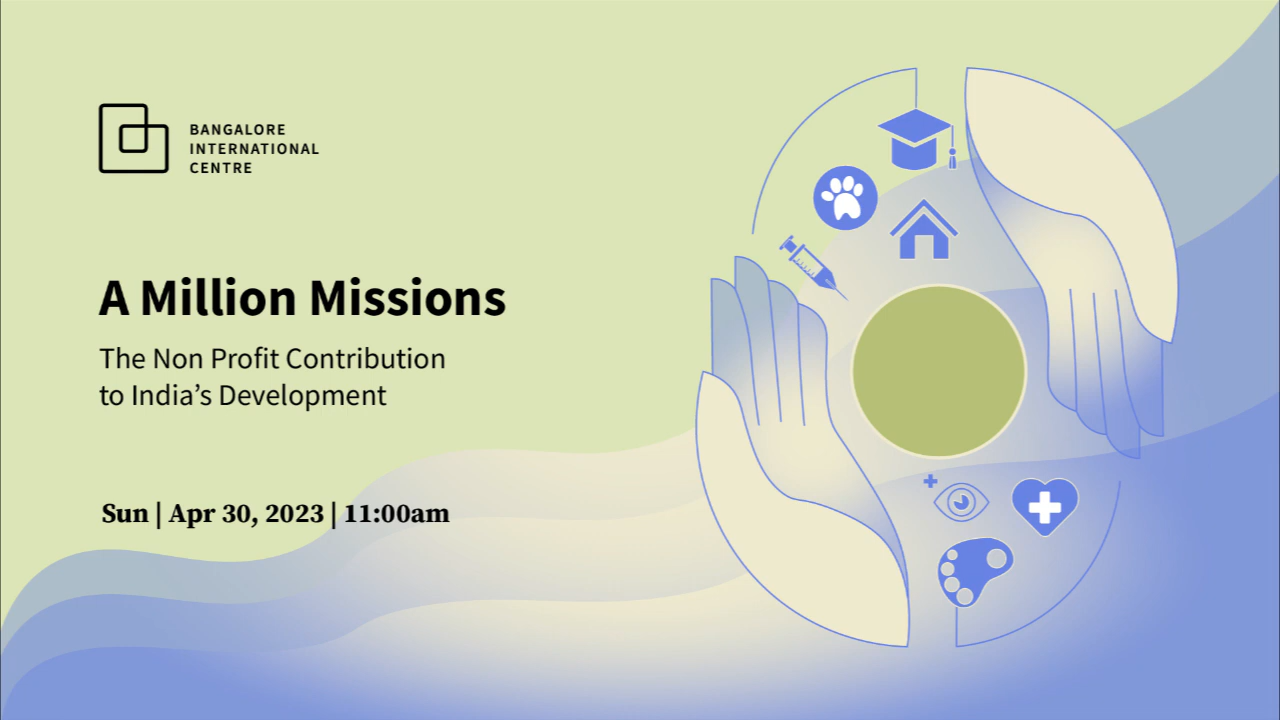 BANGALORE
INTERNATIONAL
CENTRE
A Million Missions
The Non Profit Contribution
to India’s Development
Sun | Apr 30, 2023 | 11:00am